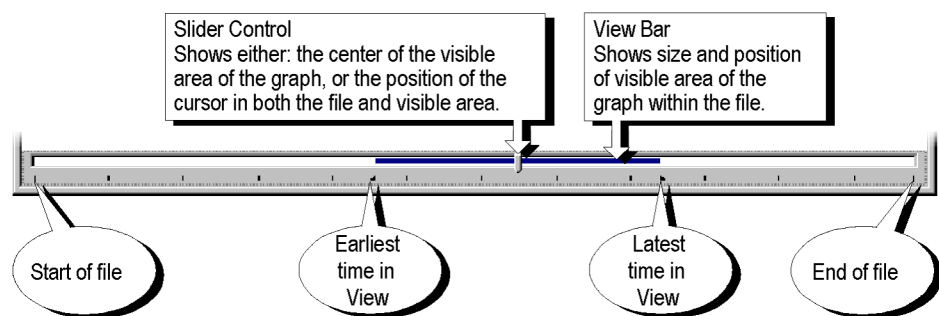 Slider Control
Shows either: the center of the visible
area of the graph, or the position of the
cursor in both the file and visible area.
View Bar
Shows size and position
of visible area of the
graph within the file.
Start of file
Earliest
time in
View
Latest
time in
View
End of file